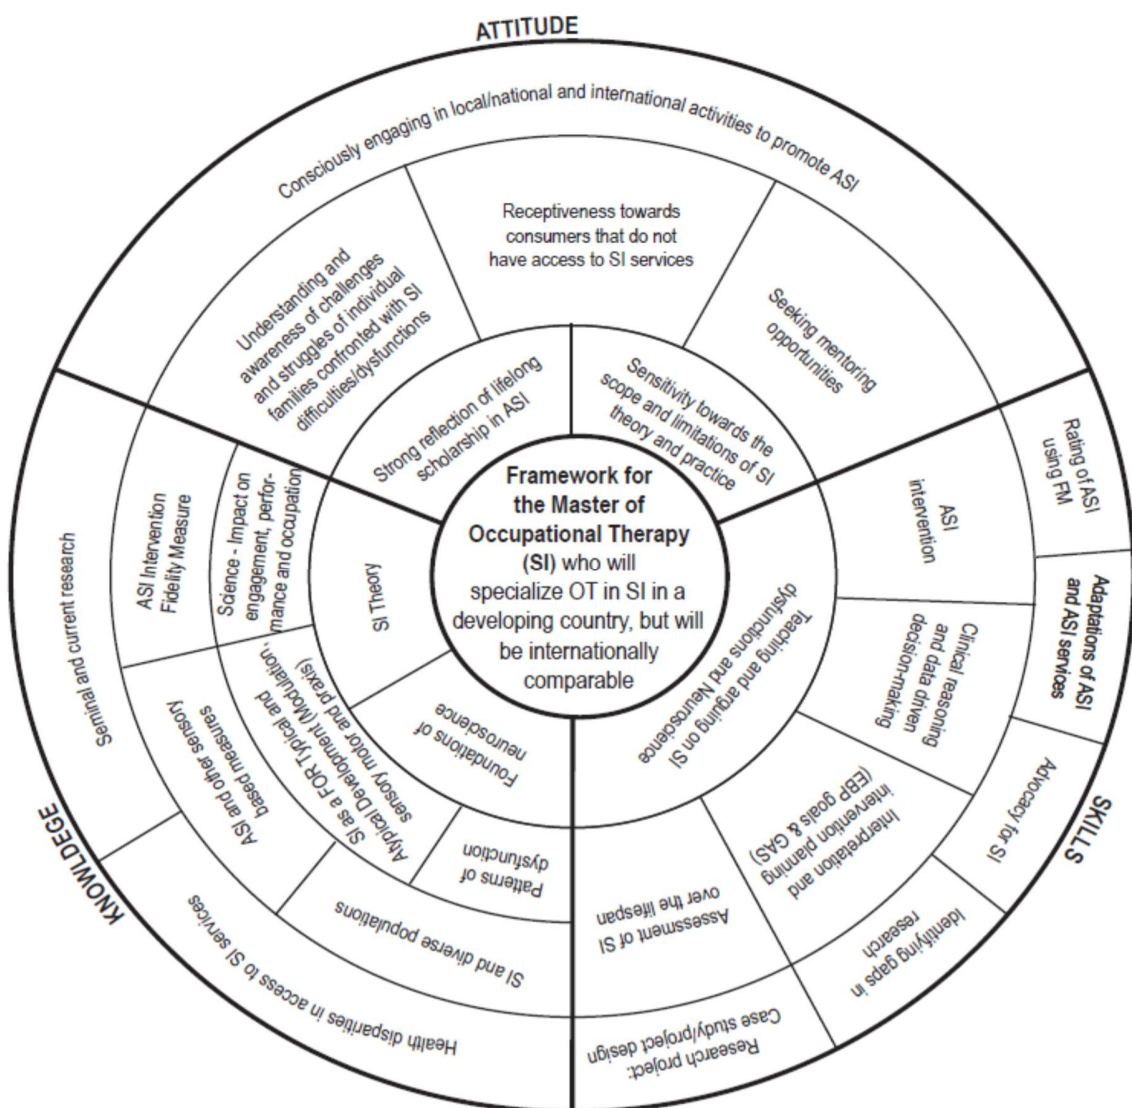 ATTITUDE
Consciously engaging in local/national and international activities to promote ASI
Understanding and
awareness of challenges
and struggles of individual
families confronted with SI
difficulties/dysfunctions
Receptiveness towards
consumers that do not
have access to SI services
Seeking mentoring
opportunities
Strong reflection of lifelong
scholarship in ASI
Sensitivity towards the
scope and limitations of SI
theory and practice
Framework for
the Master of
Occupational Therapy
(SI) who will
specialize OT in SI in a
developing country, but will
be internationally
comparable
SKILLS
Rating of ASI
using FM
Adaptations of ASI
and ASI services
Advocacy for SI
Identifying gaps in
research
Research project:
Case study/project design
ASI
intervention
Clinical reasoning
and data driven
decision-making
Interpretation and
intervention planning
(EBP goals & GAS)
Assessment of SI
over the lifespan
Teaching and arguing on SI
dysfunctions and Neuroscience
KNOWLDEGE
Seminal and current research
Health disparities in access to SI services
ASI Intervention
Fidelity Measure
ASI and other sensory
based measures
SI and diverse populations
Science - Impact on
engagement, perfor-
mance and occupation
SI as a FOR Typical and
Atypical Development (Modulation,
sensory motor and praxis)
Patterns of
dysfunction
SI Theory
Foundations of
neuroscience